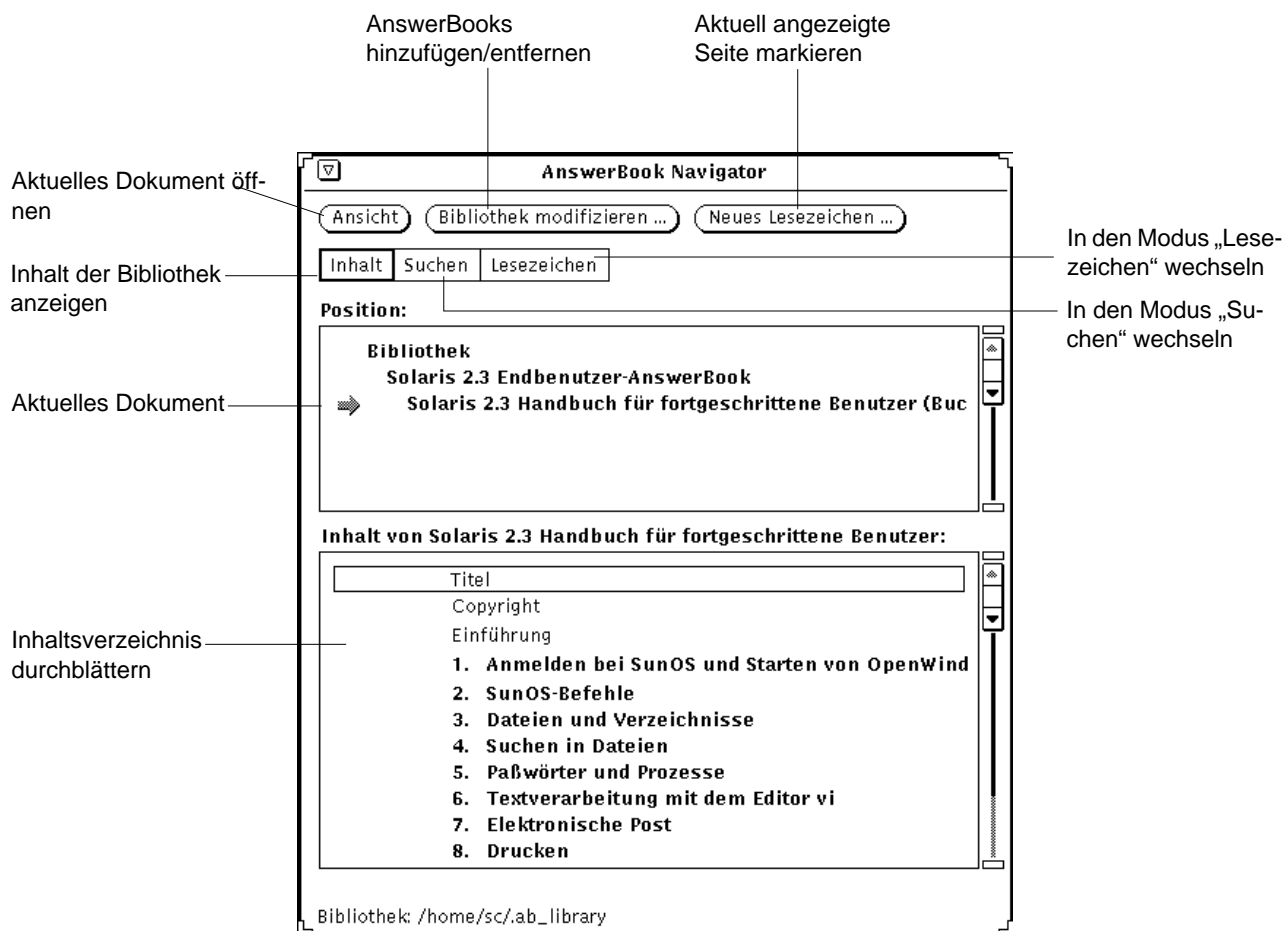 AnswerBooks
hinzufügen/entfernen
Aktuell angezeigte
Seite markieren
AnswerBook Navigator
Aktuelles Dokument öff-
nen
Ansicht
Bibliothek modifizieren ...
Neues Lesezeichen ...
In den Modus „Lese-
zeichen“ wechseln
Inhalt der Bibliothek
anzeigen
Inhalt
Suchen
Lesezeichen
In den Modus „Su-
chen“ wechseln
Position:
Bibliothek
Solaris 2.3 Endbenutzer-AnswerBook
Aktuelles Dokument
Solaris 2.3 Handbuch für fortgeschrittene Benutzer (Buc
Inhalt von Solaris 2.3 Handbuch für fortgeschrittene Benutzer:
Titel
Copyright
Einführung
Inhaltsverzeichnis
durchblättern
1. Anmelden bei SunOS und Starten von OpenWind
2. SunOS-Befehle
3. Dateien und Verzeichnisse
4. Suchen in Dateien
5. Paßwörter und Prozesse
6. Textverarbeitung mit dem Editor vi
7. Elektronische Post
8. Drucken
Bibliothek: /home/sc/.ab_library